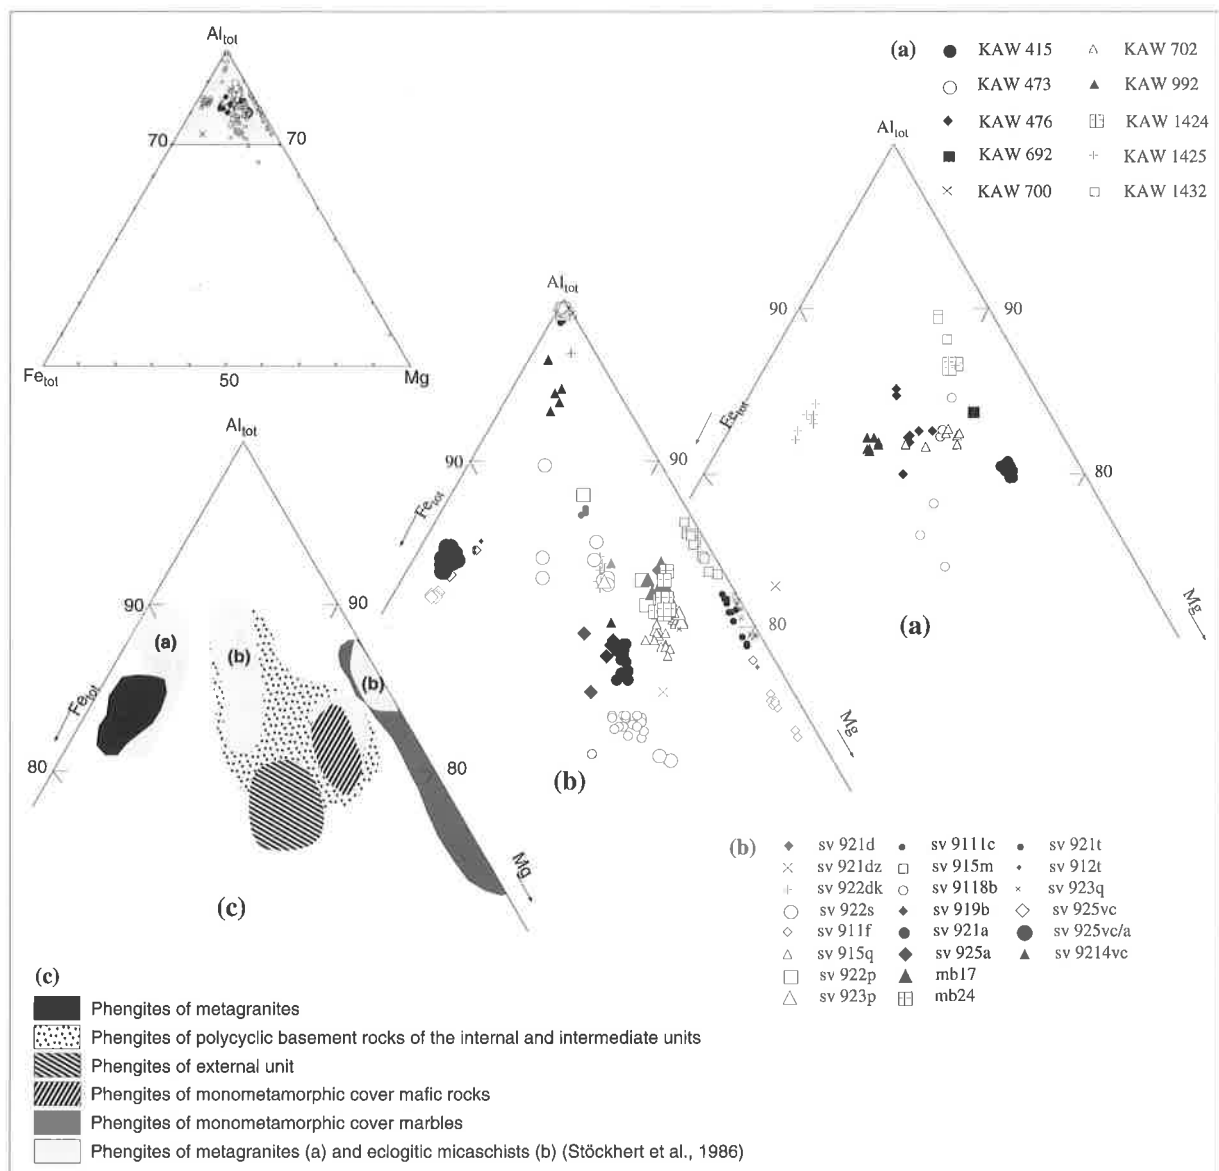 Al_tot
70
70
Fe_tot
50
Mg
(a)
KAW 415
KAW 702
KAW 473
KAW 992
KAW 476
KAW 1424
KAW 692
KAW 1425
KAW 700
KAW 1432
Al_tot
90
90
Fe_tot
80
(a)
Mg
Al_tot
90
90
Fe_tot
80
(b)
Mg
Al_tot
90
90
(a)
(b)
(b)
Fe_tot
80
80
(c)
Mg
(b)
sv 921d
sv 9111c
sv 921t
sv 921dz
sv 915m
sv 912t
sv 922dk
sv 9118b
sv 923q
sv 922s
sv 919b
sv 925vc
sv 911f
sv 921a
sv 925vc/a
sv 915q
sv 925a
sv 9214vc
sv 922p
mb17
sv 923p
mb24
(c)
Phengites of metagranites
Phengites of polycyclic basement rocks of the internal and intermediate units
Phengites of external unit
Phengites of monometamorphic cover mafic rocks
Phengites of monometamorphic cover marbles
Phengites of metagranites (a) and eclogitic micaschists (b) (Stöckhert et al., 1986)